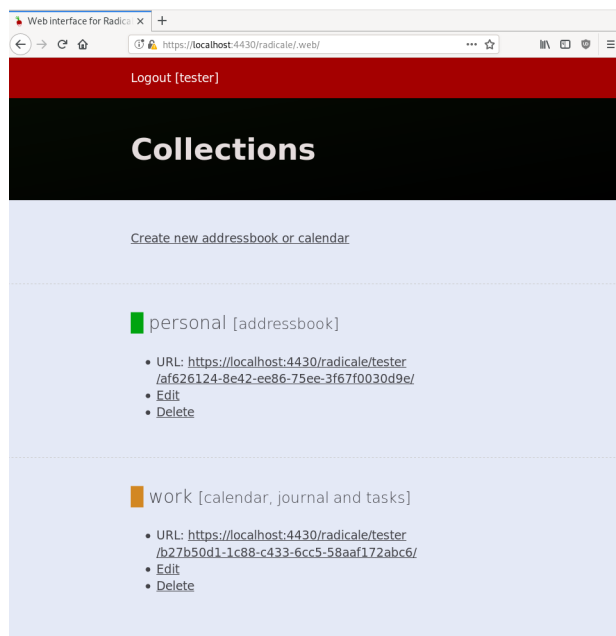 Web interface for Radica
https://localhost:4430/radicale/.web/
Logout [tester]
Collections
Create new addressbook or calendar
personal [addressbook]
URL: https://localhost:4430/radicale/tester
/af626124-8e42-ee86-75ee-3f67f0030d9e/
Edit
Delete
work [calendar, journal and tasks]
URL: https://localhost:4430/radicale/tester
/b27b50d1-1c88-c433-6cc5-58aaf172abc6/
Edit
Delete